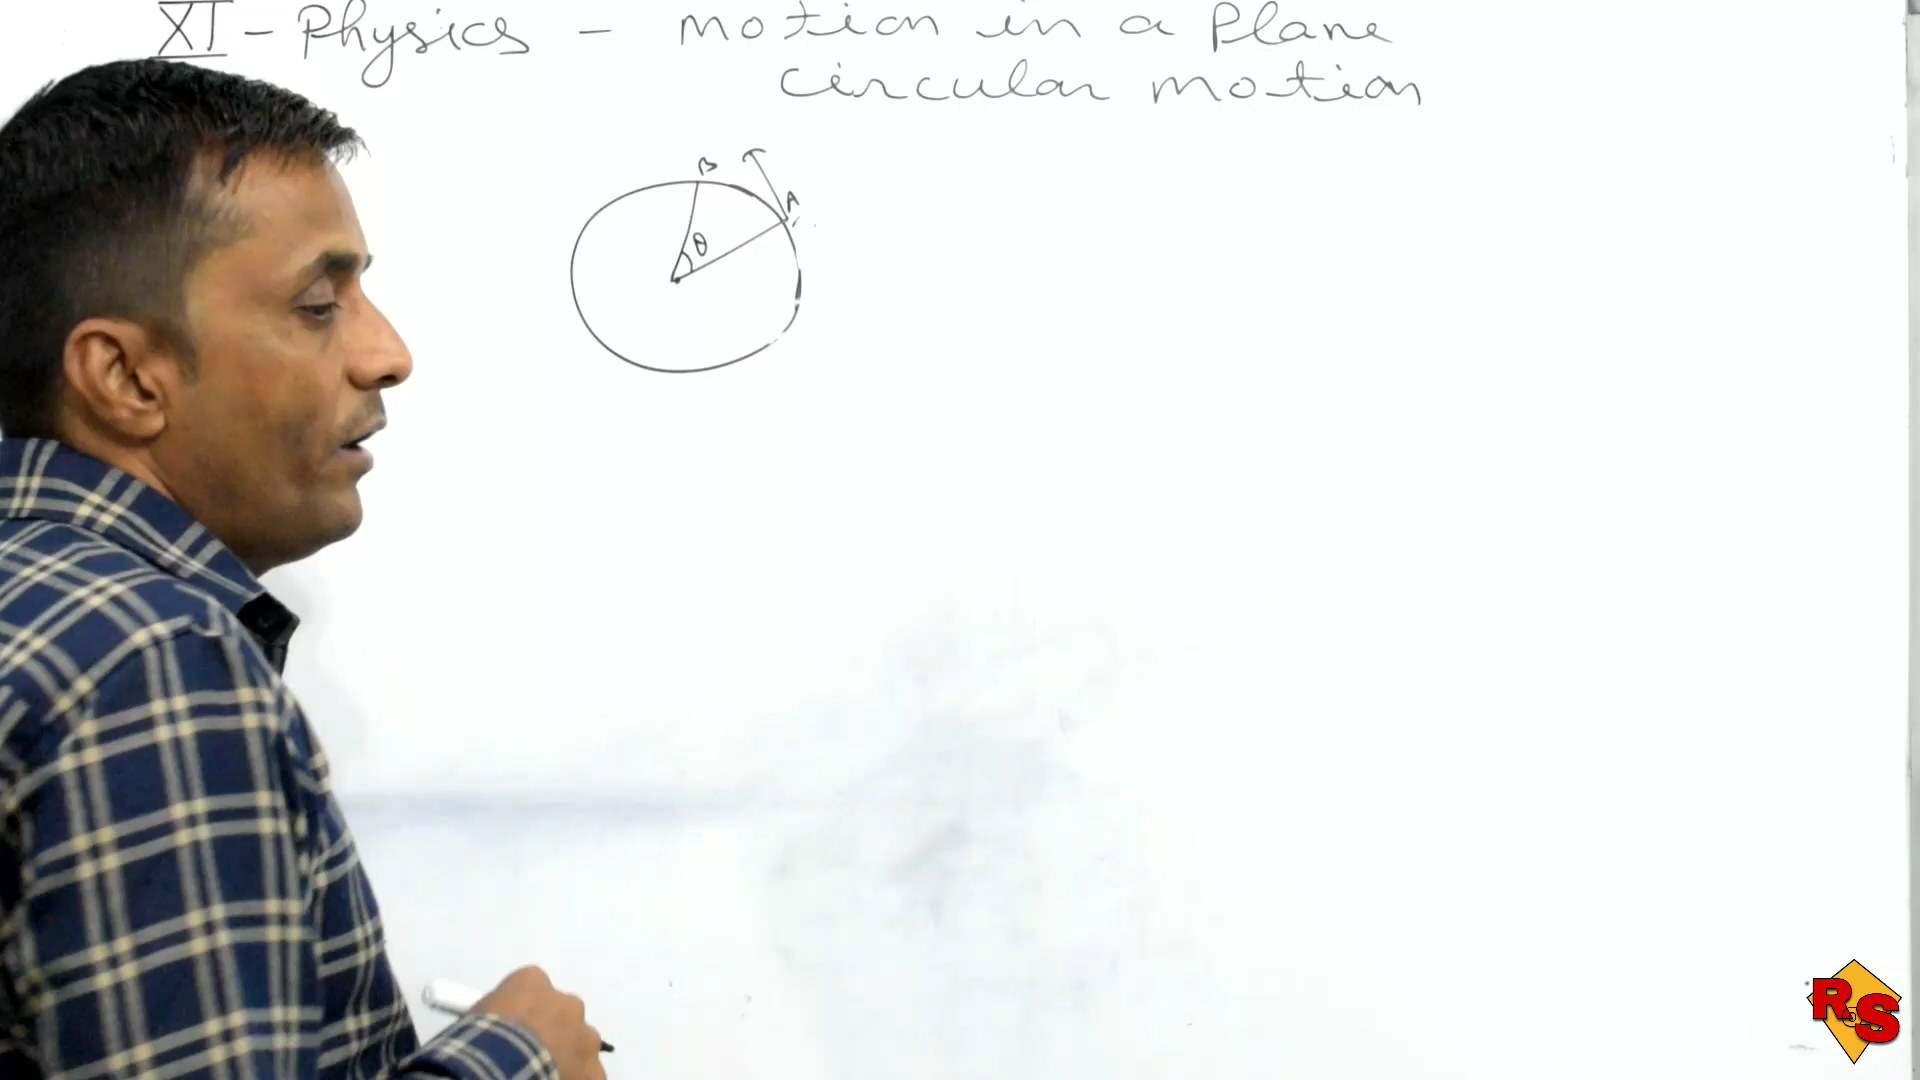 XI - Physics - Motion in a Plane
circular motion
B
A
θ
RS